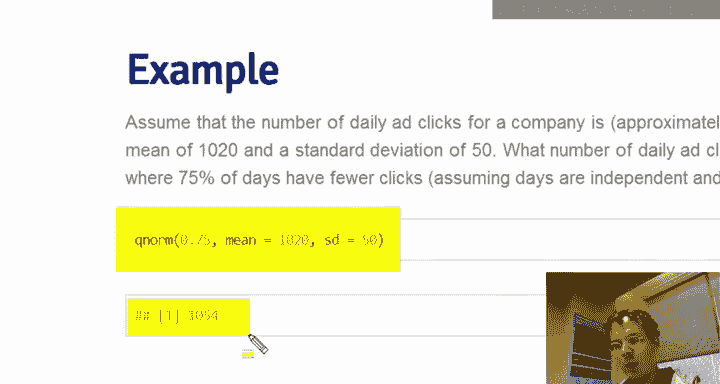 Example
Assume that the number of daily ad clicks for a company is (approximatel
mean of 1020 and a standard deviation of 50. What number of daily ad cl
where 75% of days have fewer clicks (assuming days are independent and
qnorm(0.75, mean = 1020, sd = 50)
## [1] 1054